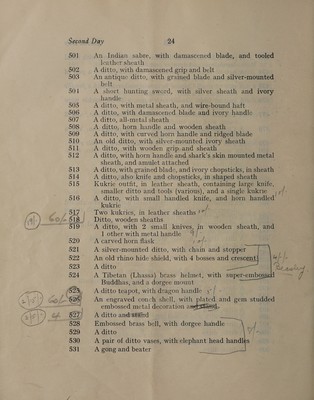 Second Day 24
501 An Indian sabre, with damascened blade, and tooled
leather sheath
502 A ditto, with damascened grip and belt
503 An antique ditto, with grained blade and silver-mounted
belt
504 A short hunting sword, with silver sheath and ivory
handle
505 A ditto, with metal sheath, and wire-bound haft
506 A ditto, with damascened blade and ivory handle
507 A ditto, all-metal sheath
508 A ditto, horn handle and wooden sheath
509 A ditto, with carved horn handle and ridged blade
510 An old ditto, with silver-mounted ivory sheath
511 A ditto, with wooden grip and sheath
512 A ditto, with horn handle and shark's skin mounted metal
sheath, and amulet attached
513 A ditto, with grained blade, and ivory chopsticks, in sheath
514 A ditto, also knife and chopsticks, in shaped sheath
515 Kukrie outfit, in leather sheath, containing large knife,
smaller ditto and tools (various), and a single kukrie
516 A ditto, with small handled knife, and horn handled
kukrie
517 Two kukries, in leather sheaths
518 Ditto, wooden sheaths
519 A ditto, with 2 small knives, in wooden sheath, and
1 other with metal handle
520 A carved horn flask
521 A silver-mounted ditto, with chain and stopper
522 An old rhino hide shield, with 4 bosses and crescent
523 A ditto
524 A Tibetan (Lhassa) brass helmet, with super-embossed
Buddhas, and a dorgee mount
525 A ditto teapot, with dragon handle
526 An engraved conch shell, with plated and gem studded
embossed metal decoration
527 A ditto
528 Embossed brass bell, with dorgee handle
529 A ditto
530 A pair of ditto vases, with elephant head handles
531 A gong and beater